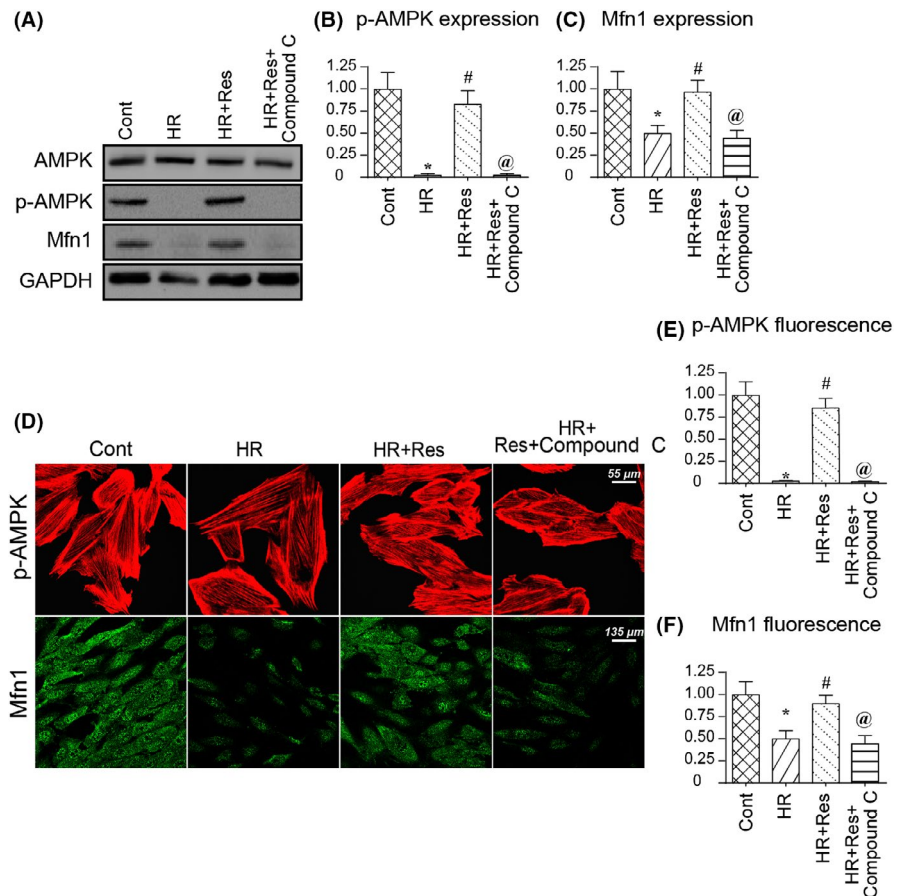 (A)
Cont
HR
HR+Res
HR+Res+
Compound C
AMPK
p-AMPK
Mfn1
GAPDH
(B) p-AMPK expression
1.25
1.00
0.75
0.50
0.25
0
*
#
@
Cont
HR
HR+Res
HR+Res+
Compound C
(C) Mfn1 expression
1.25
1.00
0.75
0.50
0.25
0
*
#
@
Cont
HR
HR+Res
HR+Res+
Compound C
(D)
Cont
HR
HR+Res
HR+
Res+Compound C
p-AMPK
55 µm
Mfn1
135 µm
(E) p-AMPK fluorescence
1.25
1.00
0.75
0.50
0.25
0
*
#
@
Cont
HR
HR+Res
HR+Res+
Compound C
(F) Mfn1 fluorescence
1.25
1.00
0.75
0.50
0.25
0
*
#
@
Cont
HR
HR+Res
HR+Res+
Compound C